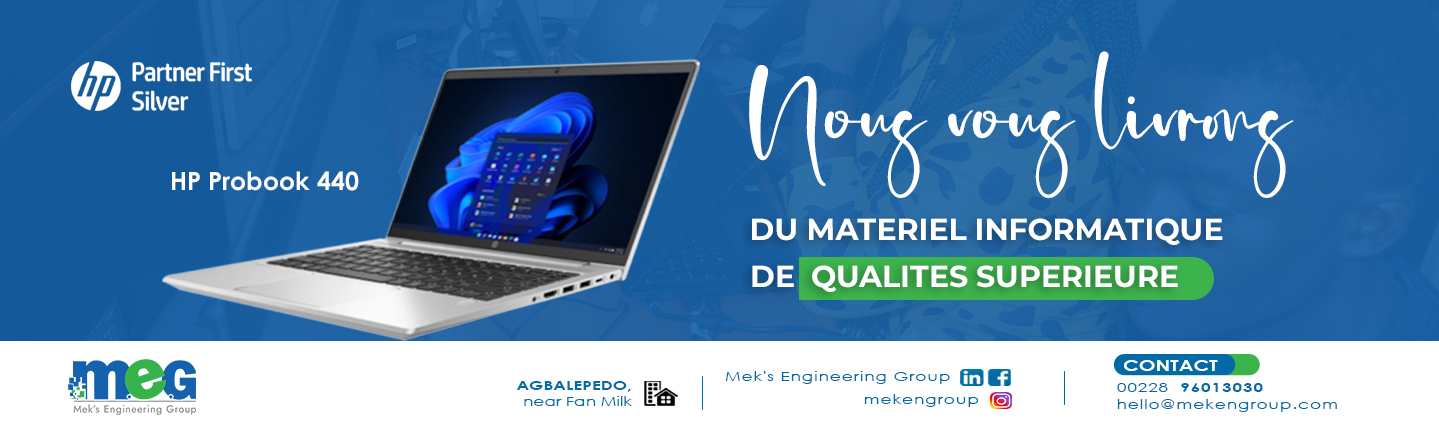 hp Partner First
Silver
HP Probook 440
Nous vous livrons
DU MATERIEL INFORMATIQUE
DE QUALITES SUPERIEURE
m.e.G
Mek's Engineering Group
AGBALEPEDO,
near Fan Milk
Mek's Engineering Group in f
mekengroup
CONTACT
00228 96013030
hello@mekengroup.com